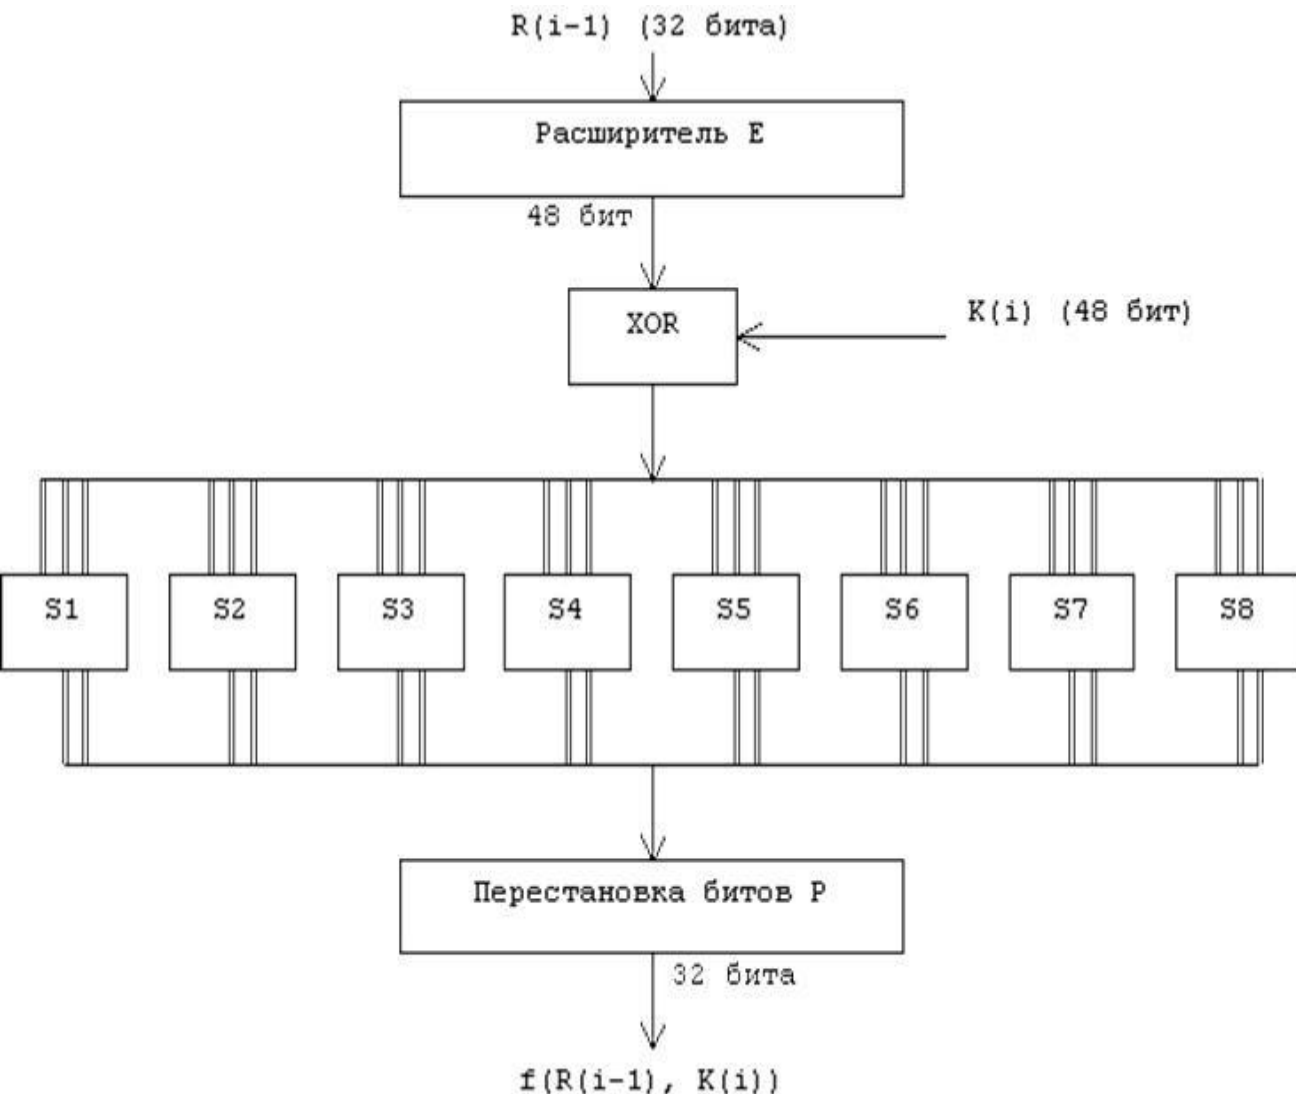 R(i-1) (32 бита)
Расширитель E
48 бит
K(i) (48 бит)
XOR
S1 S2 S3 S4 S5 S6 S7 S8
Перестановка битов P
32 бита
f(R(i-1), K(i))